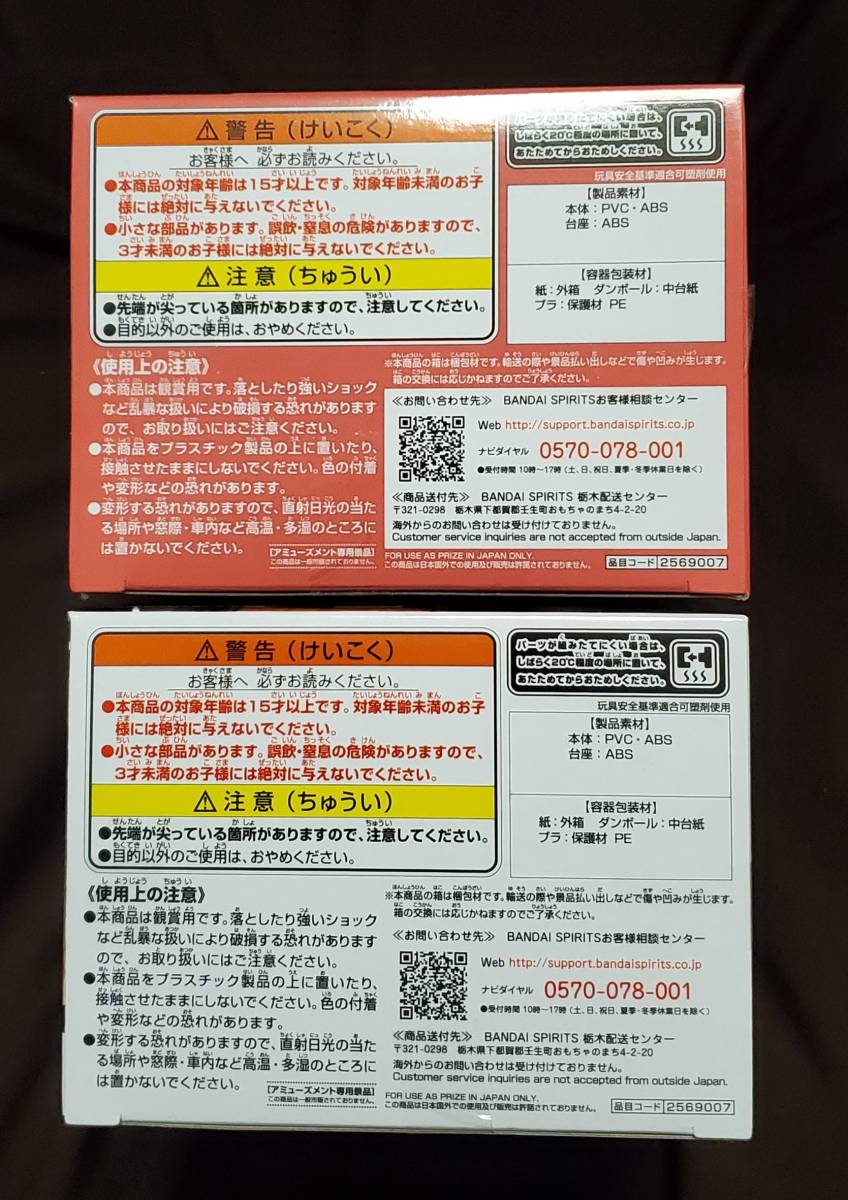 ⚠警告(けいこく)
お客様へ 必ずお読みください。
●本商品の対象年齢は15才以上です。対象年齢未満のお子
様には絶対に与えないでください。
●小さな部品があります。誤飲・窒息の危険がありますので、
3才未満のお子様には絶対に与えないでください。
⚠注意(ちゅうい)
●先端が尖っている箇所がありますので、注意してください。
●目的以外のご使用は、おやめください。
《使用上の注意》
●本商品は観賞用です。落としたり強いショック
など乱暴な扱いにより破損する恐れがあります
ので、お取り扱いにはご注意ください。
●本商品をプラスチック製品の上に置いたり、
接触させたままにしないでください。色の付着
や変形などの恐れがあります。
●変形する恐れがありますので、直射日光の当た
る場所や窓際・車内など高温・多湿のところに
は置かないでください。
[アミューズメント専用景品]
この商品は一般市販されておりません。
パーツが組みたてにくい場合は、
しばらく20℃程度の場所に置いて、
あたためてからおためしください。
玩具安全基準適合可塑剤使用
【製品素材】
本体:PVC・ABS
台座:ABS
【容器包装材】
紙:外箱 ダンボール:中台紙
プラ:保護材 PE
※本商品の箱は梱包材です。輸送の際や景品払い出しなどで傷や凹みが生じます。
箱の交換には応じかねますのでご了承ください。
≪お問い合わせ先≫ BANDAI SPIRITSお客様相談センター
Web http://support.bandaispirits.co.jp
ナビダイヤル 0570-078-001
●受付時間 10時〜17時(土、日、祝日、夏季・冬季休業日を除く)
≪商品送付先≫ BANDAI SPIRITS 栃木配送センター
〒321-0298 栃木県下都賀郡壬生町おもちゃのまち4-2-20
海外からのお問い合わせは受け付けておりません。
Customer service inquiries are not accepted from outside Japan.
FOR USE AS PRIZE IN JAPAN ONLY.
この商品は日本国外での使用及び販売は許諾されておりません。
品目コード 2569007
⚠警告(けいこく)
お客様へ 必ずお読みください。
●本商品の対象年齢は15才以上です。対象年齢未満のお子
様には絶対に与えないでください。
●小さな部品があります。誤飲・窒息の危険がありますので、
3才未満のお子様には絶対に与えないでください。
⚠注意(ちゅうい)
●先端が尖っている箇所がありますので、注意してください。
●目的以外のご使用は、おやめください。
《使用上の注意》
●本商品は観賞用です。落としたり強いショック
など乱暴な扱いにより破損する恐れがあります
ので、お取り扱いにはご注意ください。
●本商品をプラスチック製品の上に置いたり、
接触させたままにしないでください。色の付着
や変形などの恐れがあります。
●変形する恐れがありますので、直射日光の当た
る場所や窓際・車内など高温・多湿のところに
は置かないでください。
[アミューズメント専用景品]
この商品は一般市販されておりません。
パーツが組みたてにくい場合は、
しばらく20℃程度の場所に置いて、
あたためてからおためしください。
玩具安全基準適合可塑剤使用
【製品素材】
本体:PVC・ABS
台座:ABS
【容器包装材】
紙:外箱 ダンボール:中台紙
プラ:保護材 PE
※本商品の箱は梱包材です。輸送の際や景品払い出しなどで傷や凹みが生じます。
箱の交換には応じかねますのでご了承ください。
≪お問い合わせ先≫ BANDAI SPIRITSお客様相談センター
Web http://support.bandaispirits.co.jp
ナビダイヤル 0570-078-001
●受付時間 10時〜17時(土、日、祝日、夏季・冬季休業日を除く)
≪商品送付先≫ BANDAI SPIRITS 栃木配送センター
〒321-0298 栃木県下都賀郡壬生町おもちゃのまち4-2-20
海外からのお問い合わせは受け付けておりません。
Customer service inquiries are not accepted from outside Japan.
FOR USE AS PRIZE IN JAPAN ONLY.
この商品は日本国外での使用及び販売は許諾されておりません。
品目コード 2569007